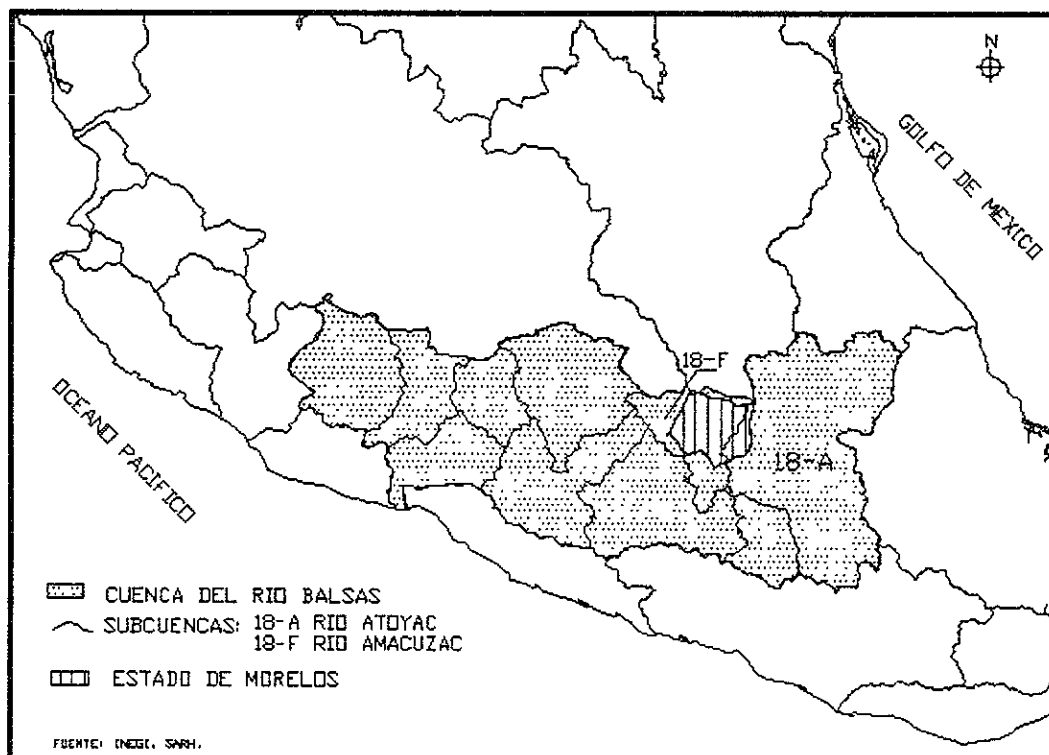 N
GOLFO DE MEXICO
18-F
OCEANO PACIFICO
18-A
CUENCA DEL RIO BALSAS
SUBCUENCAS: 18-A RIO ATOYAC
18-F RIO AMACUZAC
ESTADO DE MORELOS
FUENTE: INEGI, SARH.